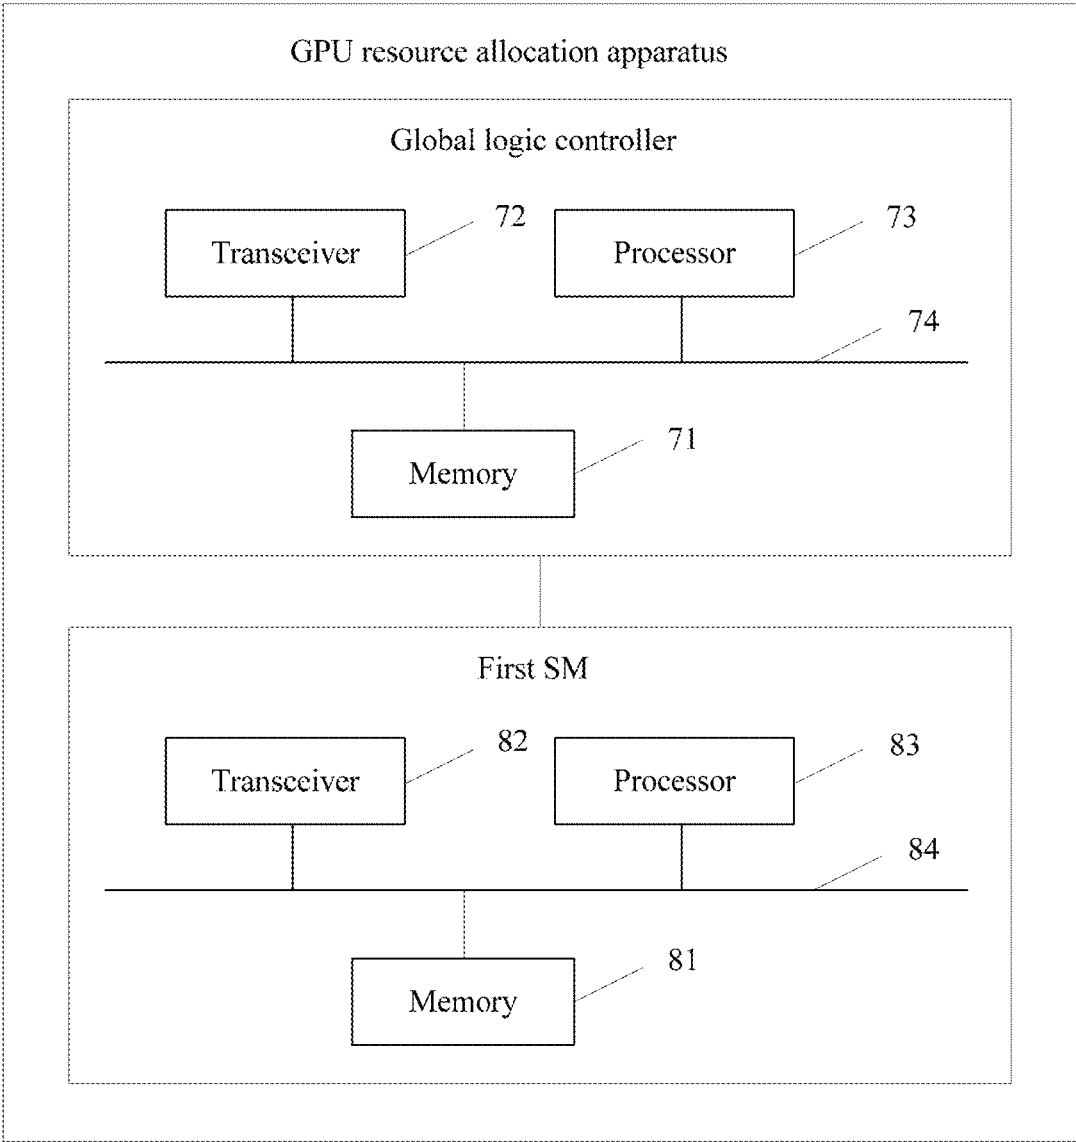 GPU resource allocation apparatus
Global logic controller
72
73
Transceiver
Processor
74
71
Memory
First SM
82
83
Transceiver
Processor
84
81
Memory